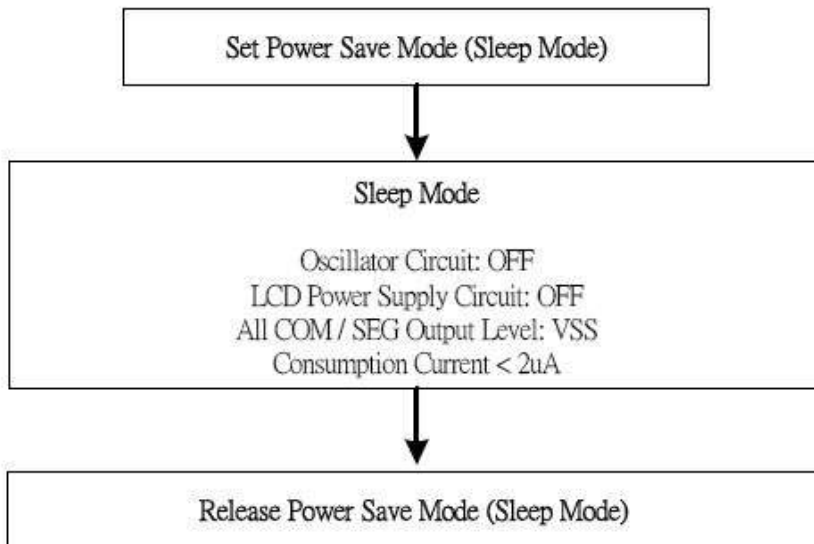 Set Power Save Mode (Sleep Mode)
Sleep Mode
Oscillator Circuit: OFF
LCD Power Supply Circuit: OFF
All COM / SEG Output Level: VSS
Consumption Current < 2uA
Release Power Save Mode (Sleep Mode)